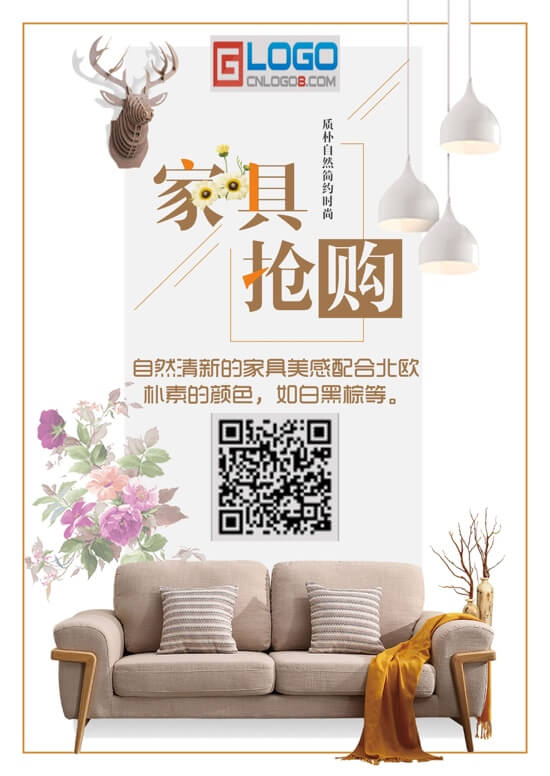 G LOGO
CNLOGO8.COM
质朴自然简约时尚
家具
抢购
自然清新的家具美感配合北欧
朴素的颜色，如白黑棕等。